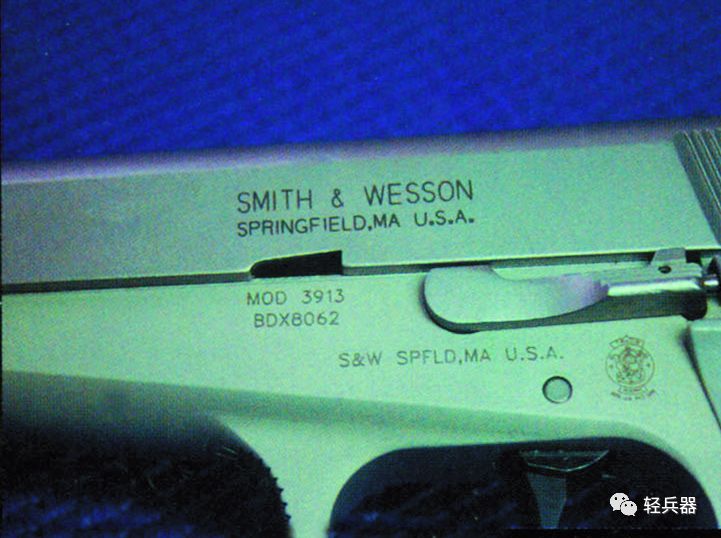 SMITH & WESSON
SPRINGFIELD,MA U.S.A.
MOD 3913
BDX8062
S&W SPFLD,MA U.S.A.
轻兵器